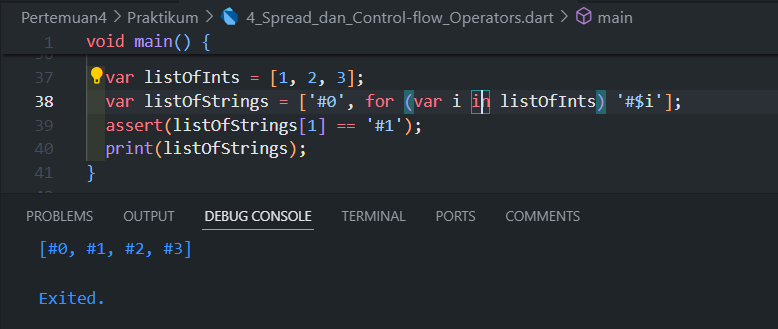 Pertemuan4 > Praktikum > 4_Spread_dan_Control-flow_Operators.dart > main
1 void main() {
37 var listOfInts = [1, 2, 3];
38 var listOfStrings = ['#0', for (var i in listOfInts) '#$i'];
39 assert(listOfStrings[1] == '#1');
40 print(listOfStrings);
41 }
PROBLEMS OUTPUT DEBUG CONSOLE TERMINAL PORTS COMMENTS
[#0, #1, #2, #3]
Exited.